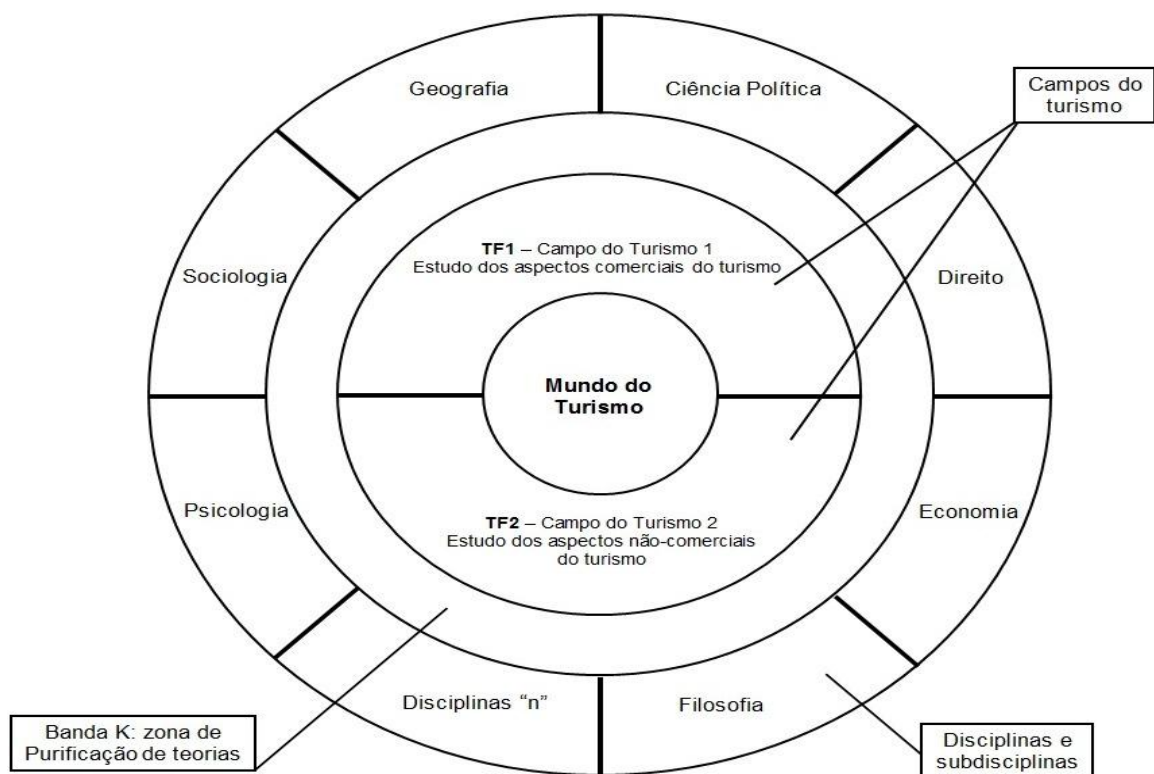 Geografia
Ciência Política
Campos do
turismo
TF1 – Campo do Turismo 1
Estudo dos aspectos comerciais do turismo
Sociologia
Direito
Mundo do
Turismo
Psicologia
Economia
TF2 – Campo do Turismo 2
Estudo dos aspectos não-comerciais
do turismo
Disciplinas “n”
Filosofia
Banda K: zona de
Purificação de teorias
Disciplinas e
subdisciplinas